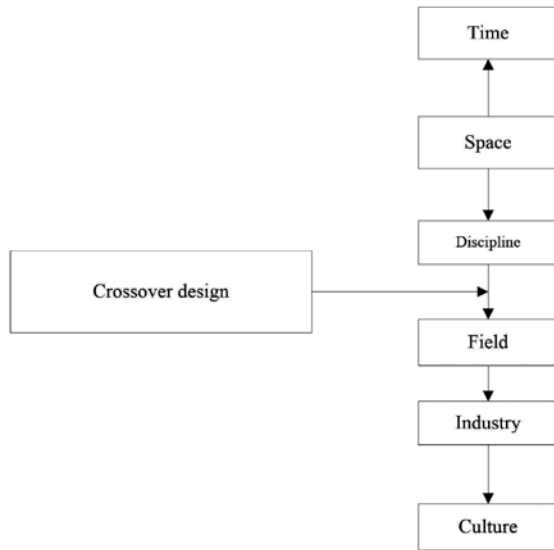 Time
Space
Discipline
Crossover design
Field
Industry
Culture